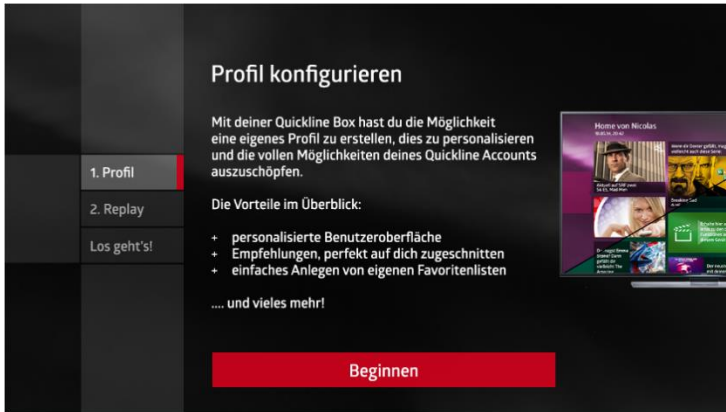 Profil konfigurieren
Mit deiner Quickline Box hast du die Möglichkeit
eine eigenes Profil zu erstellen, dies zu personalisieren
und die vollen Möglichkeiten deines Quickline Accounts
auszuschöpfen.
1. Profil
2. Replay
Los geht's!
Die Vorteile im Überblick:
+ personalisierte Benutzeroberfläche
+ Empfehlungen, perfekt auf dich zugeschnitten
+ einfaches Anlegen von eigenen Favoritenlisten
.... und vieles mehr!
Beginnen
Home von Nicolas
Breaking Bad